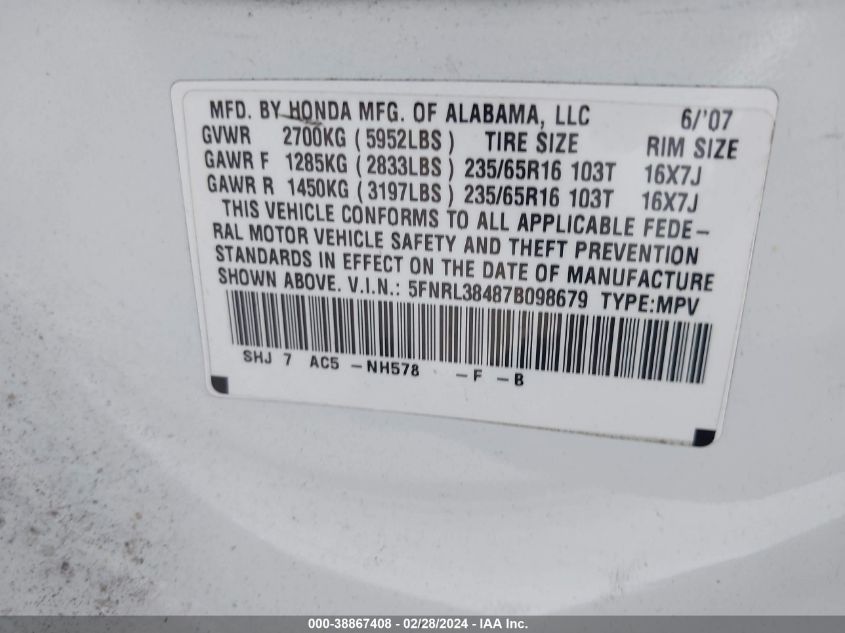 MFD. BY HONDA MFG. OF ALABAMA, LLC 6/'07
GVWR 2700KG (5952LBS) TIRE SIZE RIM SIZE
GAWR F 1285KG (2833LBS) 235/65R16 103T 16X7J
GAWR R 1450KG (3197LBS) 235/65R16 103T 16X7J
THIS VEHICLE CONFORMS TO ALL APPLICABLE FEDE-
RAL MOTOR VEHICLE SAFETY AND THEFT PREVENTION
STANDARDS IN EFFECT ON THE DATE OF MANUFACTURE
SHOWN ABOVE. V.I.N.: 5FNRL38487B098679 TYPE:MPV
SHJ 7 AC5 -NH578 -F -B
000-38867408 - 02/28/2024 - IAA Inc.